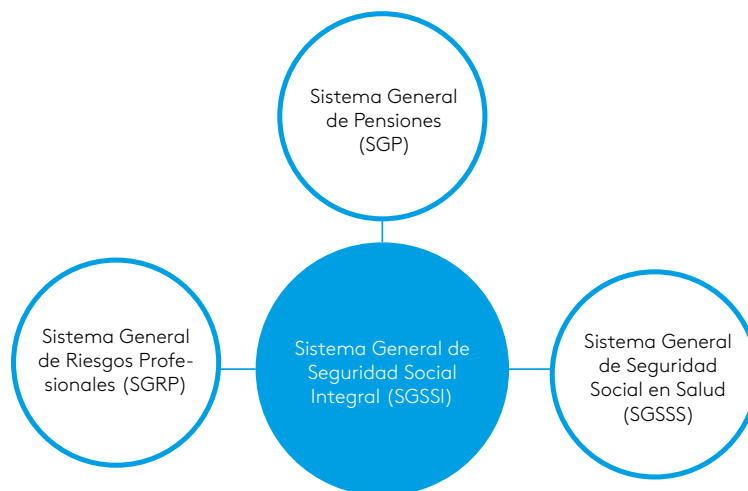 Sistema General
de Pensiones
(SGP)
Sistema General
de Riesgos Profe-
sionales (SGRP)
Sistema General de
Seguridad Social
Integral (SGSSI)
Sistema General
de Seguridad
Social en Salud
(SGSSS)